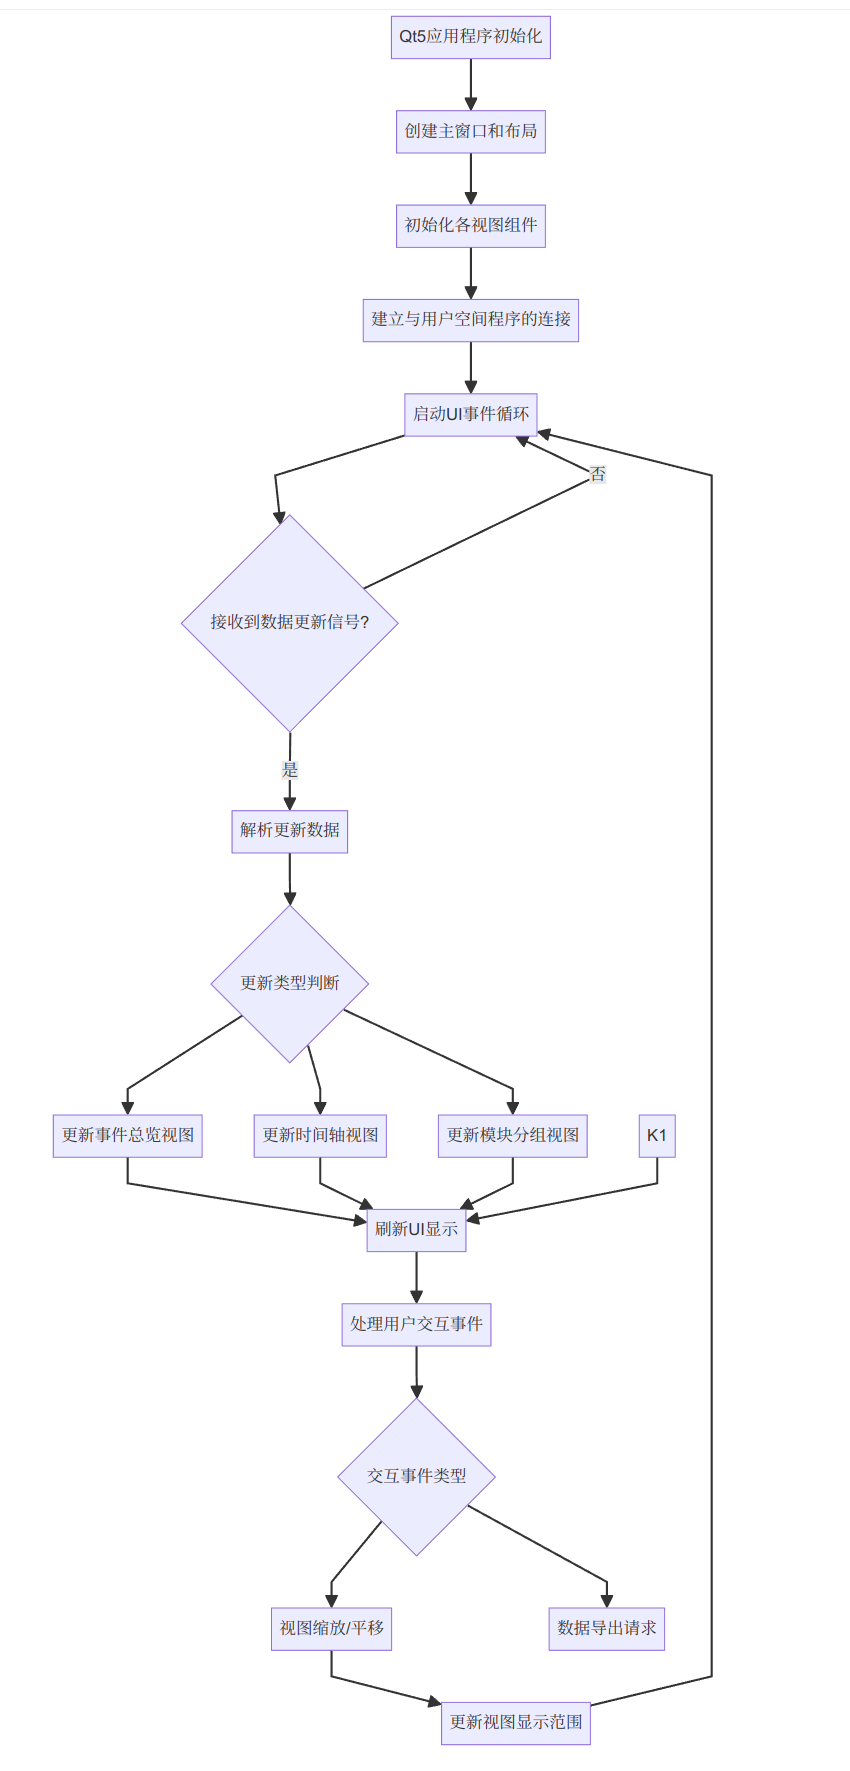 Qt5应用程序初始化
创建主窗口和布局
初始化各视图组件
建立与用户空间程序的连接
启动UI事件循环
否
接收到数据更新信号?
是
解析更新数据
更新类型判断
更新事件总览视图
更新时间轴视图
更新模块分组视图
K1
刷新UI显示
处理用户交互事件
交互事件类型
视图缩放/平移
数据导出请求
更新视图显示范围